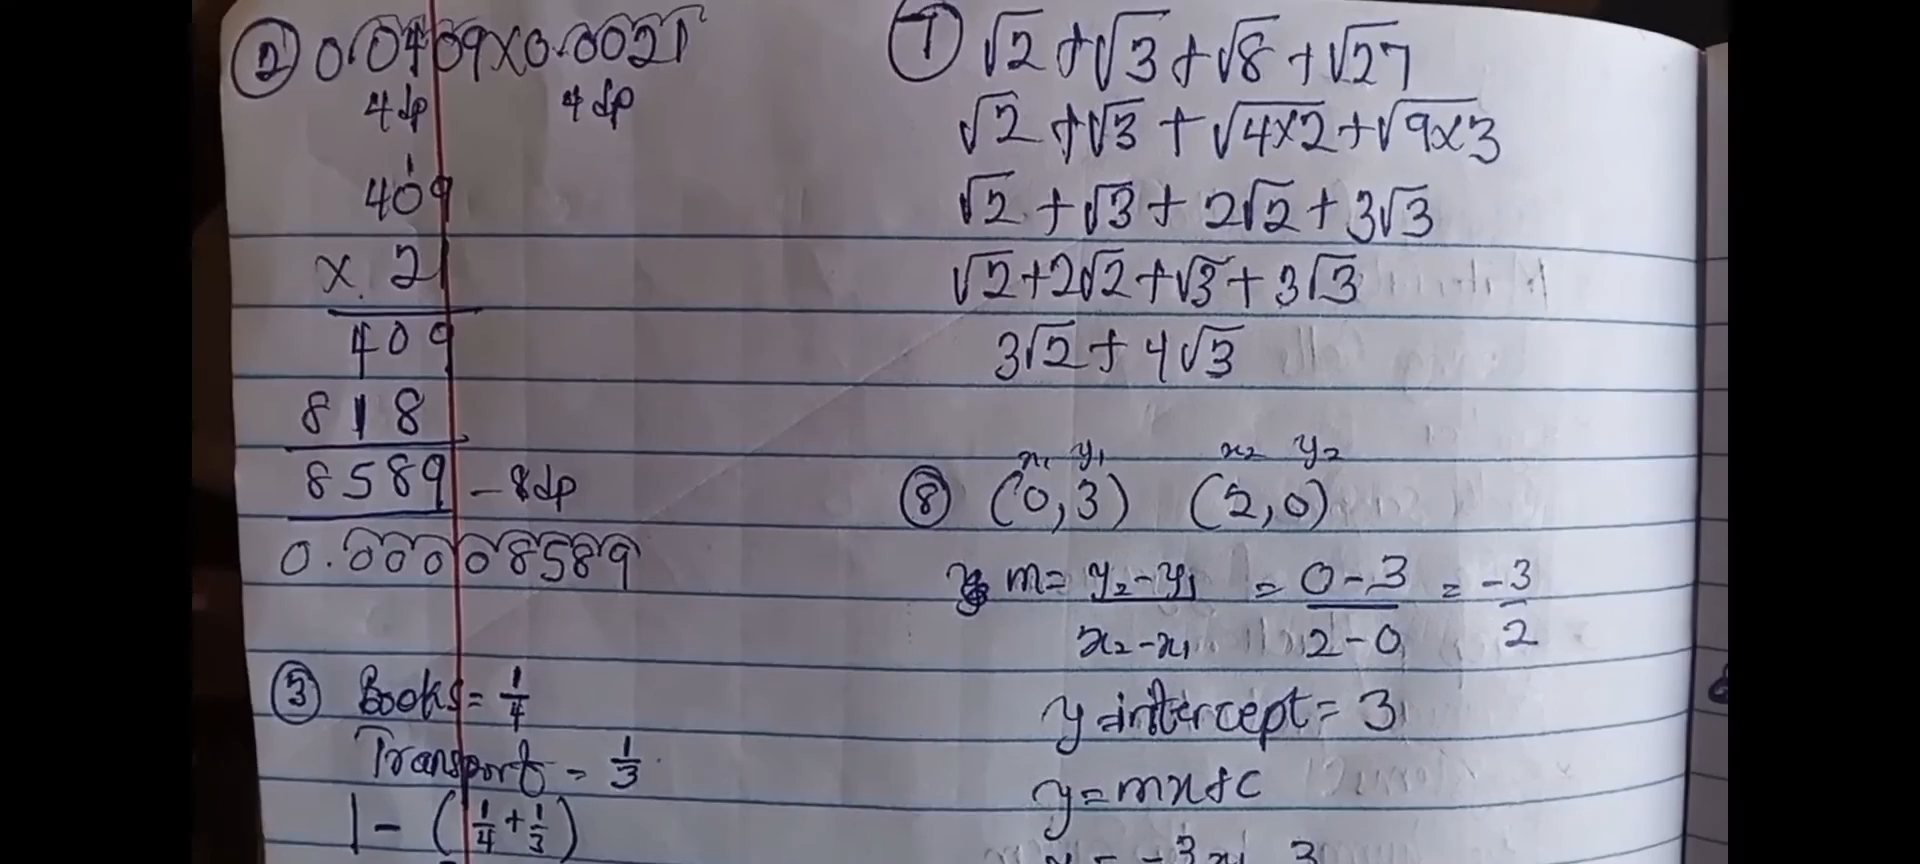 ② 0.0409×0.0021
4dp 4dp
1
409
× 21
409
818
8589 - 8dp
0.00008589
③ Books = 1/4
Transport = 1/3
1 - (1/4 + 1/3)
⑦ √2 + √3 + √8 + √27
√2 + √3 + √4×2 + √9×3
√2 + √3 + 2√2 + 3√3
√2 + 2√2 + √3 + 3√3
3√2 + 4√3
x₁ y₁ x₂ y₂
⑧ (0,3) (2,0)
m = y₂-y₁/x₂-x₁ = 0-3/2-0 = -3/2
y-intercept = 3
y = mx+c